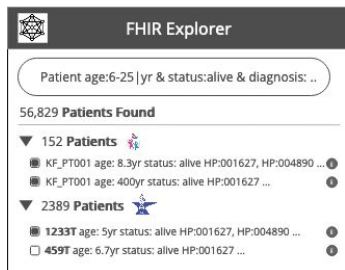 FHIR Explorer
Patient age:6-25|yr & status:alive & diagnosis: ..
56,829 Patients Found
152 Patients
KF_PT001 age: 8.3yr status: alive HP:001627, HP:004890 ...
KF_PT001 age: 400yr status: alive HP:001627 ...
2389 Patients
1233T age: 5yr status: alive HP:001627, HP:004890 ...
459T age: 6.7yr status: alive HP:001627 ...